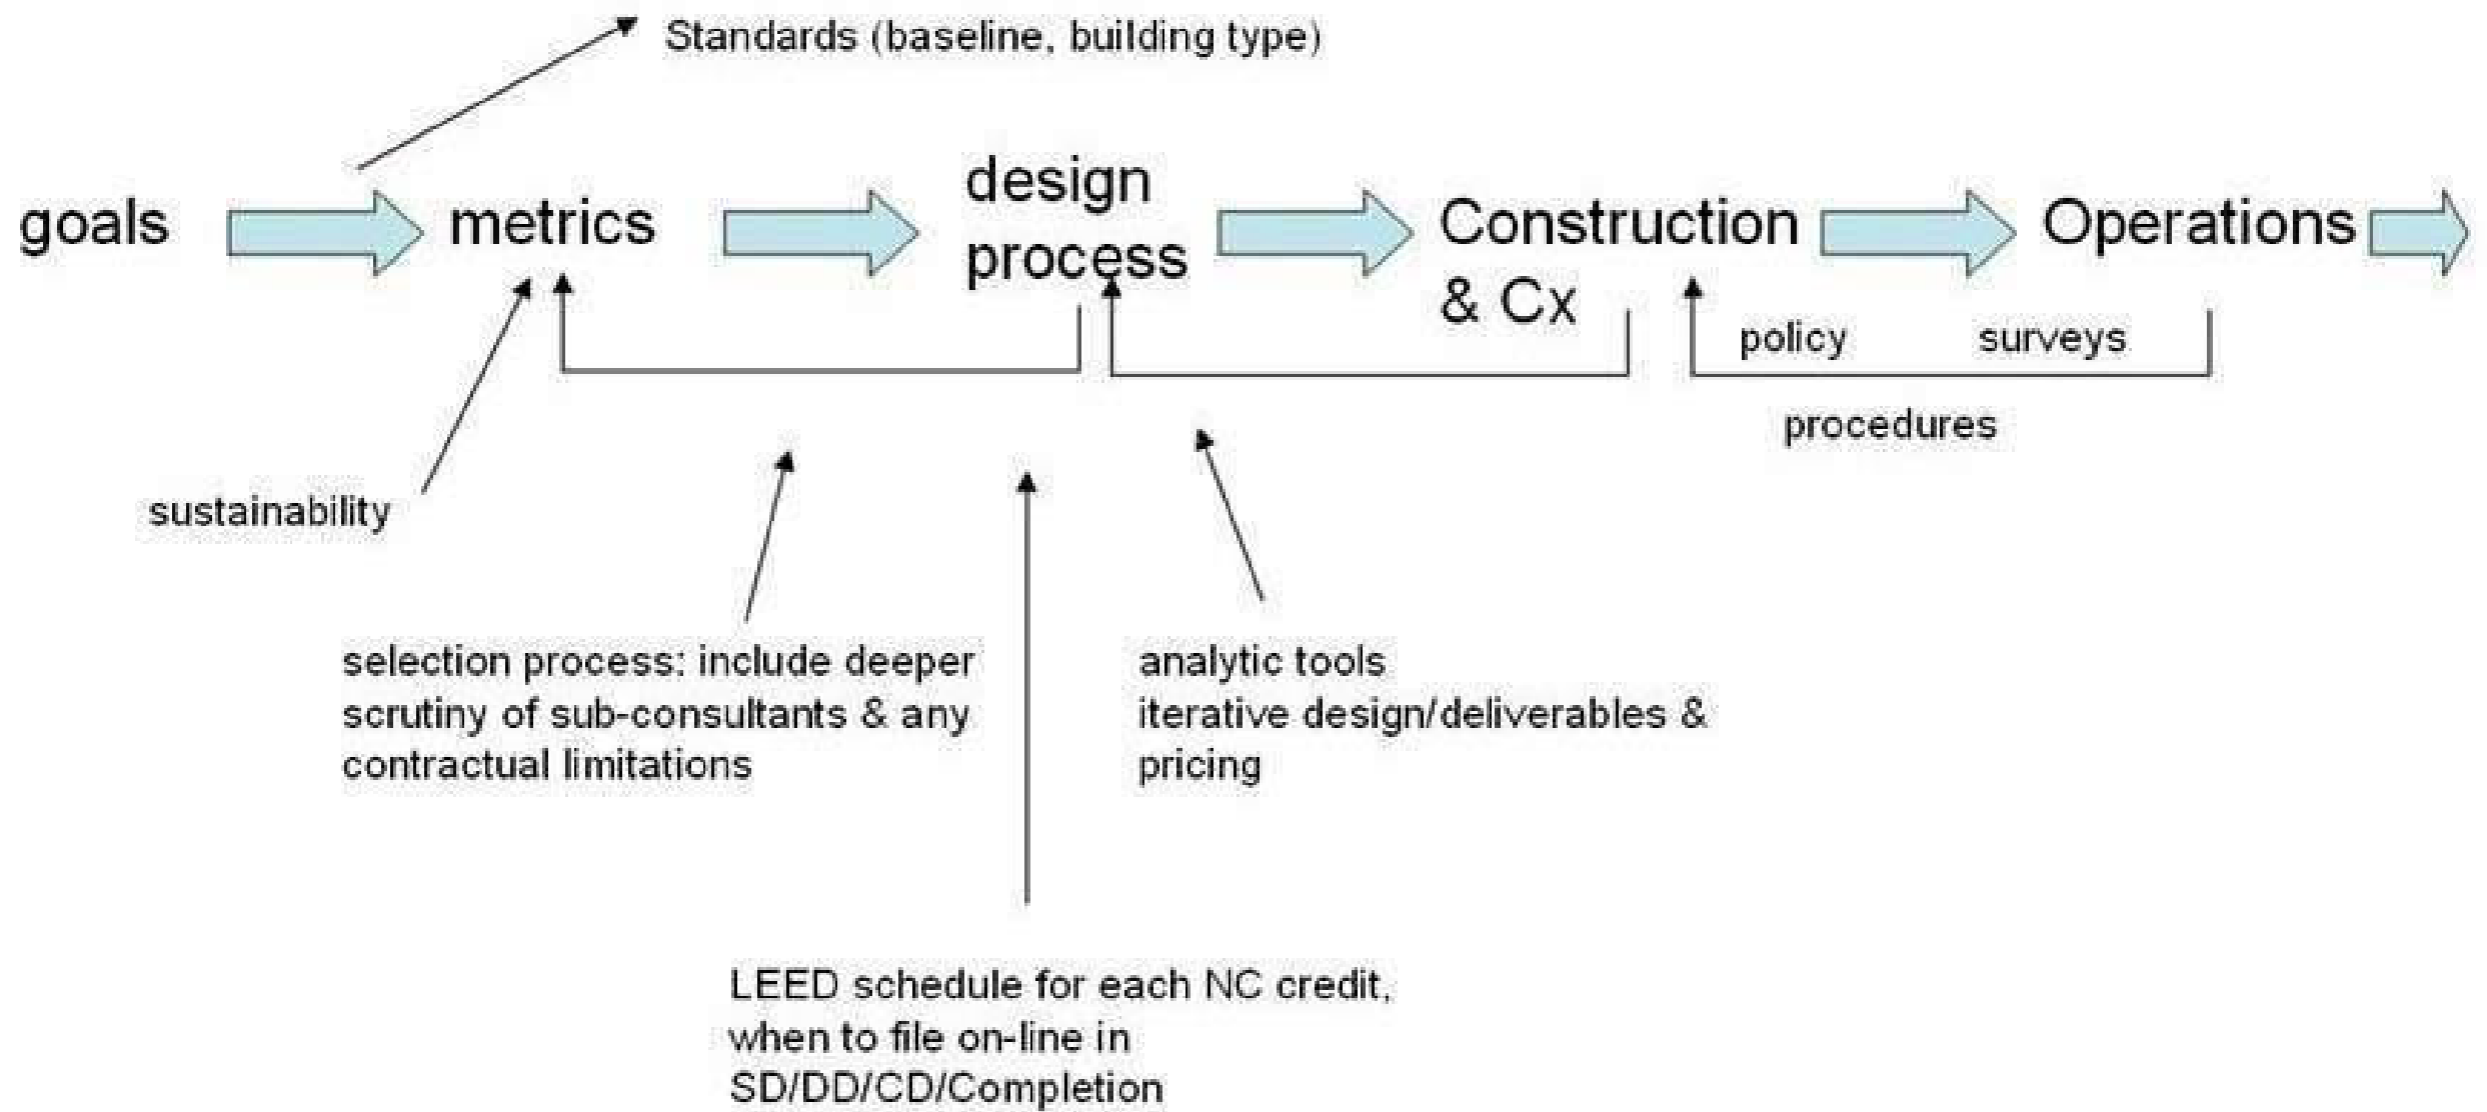 Standards (baseline, building type)
goals
metrics
design
process
Construction
& Cx
Operations
policy
surveys
procedures
sustainability
selection process: include deeper
scrutiny of sub-consultants & any
contractual limitations
analytic tools
iterative design/deliverables &
pricing
LEED schedule for each NC credit,
when to file on-line in
SD/DD/CD/Completion